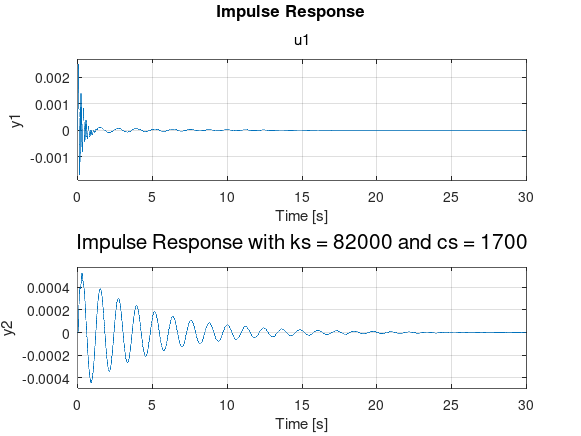 Impulse Response
u1
0.002
0.001
0
-0.001
y1
0 5 10 15 20 25 30
Time [s]
Impulse Response with ks = 82000 and cs = 1700
0.0004
0.0002
0
-0.0002
-0.0004
y2
0 5 10 15 20 25 30
Time [s]